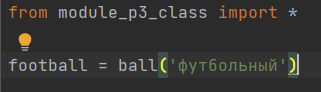 from module_p3_class import *
football = ball('футбольный')